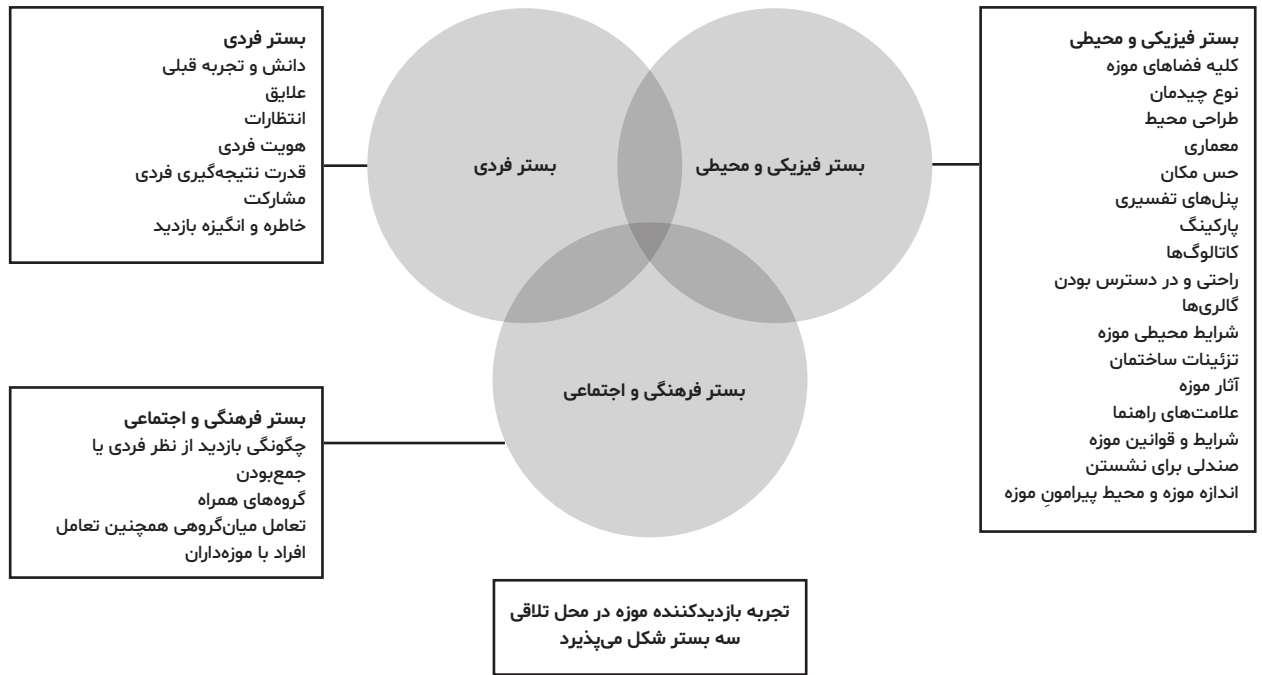 بستر فیزیکی و محیطی
کلیه فضاهای موزه
نوع چیدمان
طراحی محیط
معماری
حس مکان
پنل‌های تفسیری
پارکینگ
کاتالوگ‌ها
راحتی و در دسترس بودن
گالری‌ها
شرایط محیطی موزه
تزئینات ساختمان
آثار موزه
علامت‌های راهنما
شرایط و قوانین موزه
صندلی برای نشستن
اندازه موزه و محیط پیرامونِ موزه
بستر فیزیکی و محیطی
بستر فردی
بستر فرهنگی و اجتماعی
بستر فردی
دانش و تجربه قبلی
علایق
انتظارات
هویت فردی
قدرت نتیجه‌گیری فردی
مشارکت
خاطره و انگیزه بازدید
بستر فرهنگی و اجتماعی
چگونگی بازدید از نظر فردی یا
جمع‌بودن
گروه‌های همراه
تعامل میان‌گروهی همچنین تعامل
افراد با موزه‌داران
تجربه بازدیدکننده موزه در محل تلاقی
سه بستر شکل می‌پذیرد